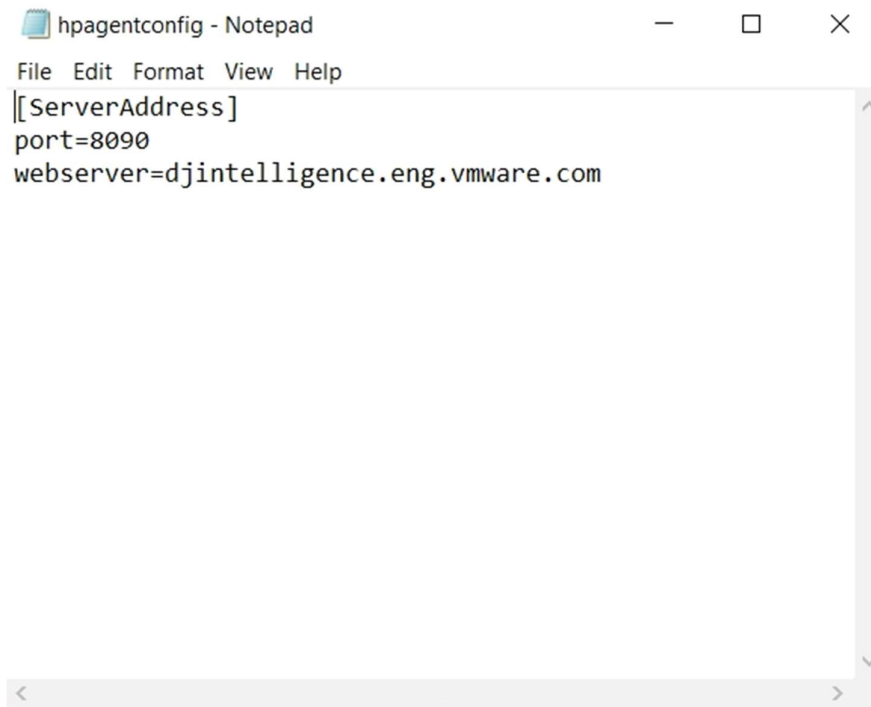 hpagentconfig - Notepad
File Edit Format View Help
[ServerAddress]
port=8090
webserver=djintelligence.eng.vmware.com